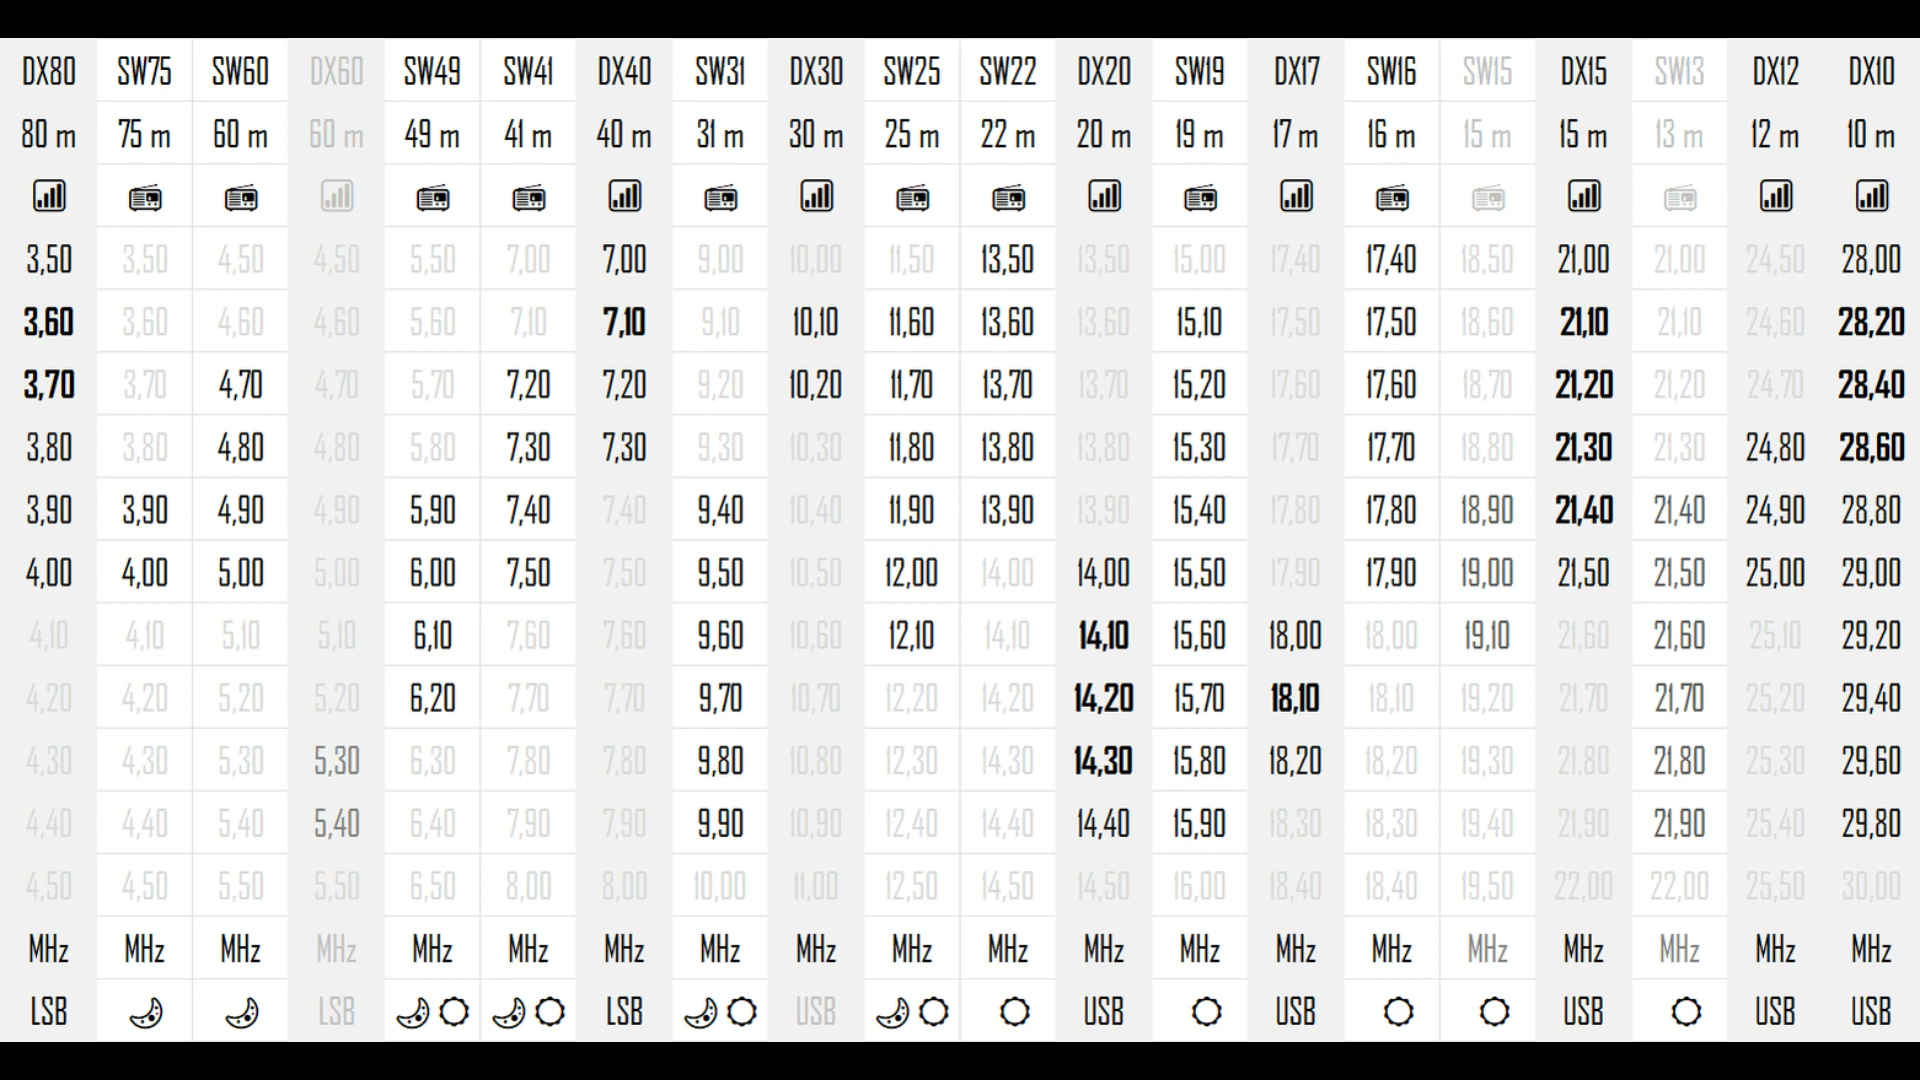 DX80 SW75 SW60 DX60 SW49 SW41 DX40 SW31 DX30 SW25 SW22 DX20 SW19 DX17 SW16 SW15 DX15 SW13 DX12 DX10
80 m 75 m 60 m 60 m 49 m 41 m 40 m 31 m 30 m 25 m 22 m 20 m 19 m 17 m 16 m 15 m 15 m 13 m 12 m 10 m
3,50 3,50 4,50 4,50 5,50 7,00 7,00 9,00 10,00 11,50 13,50 13,50 15,00 17,40 17,40 18,50 21,00 21,00 24,50 28,00
3,60 3,60 4,60 4,60 5,60 7,10 7,10 9,10 10,10 11,60 13,60 13,60 15,10 17,50 17,50 18,60 21,10 21,10 24,60 28,20
3,70 3,70 4,70 4,70 5,70 7,20 7,20 9,20 10,20 11,70 13,70 13,70 15,20 17,60 17,60 18,70 21,20 21,20 24,70 28,40
3,80 3,80 4,80 4,80 5,80 7,30 7,30 9,30 10,30 11,80 13,80 13,80 15,30 17,70 17,70 18,80 21,30 21,30 24,80 28,60
3,90 3,90 4,90 4,90 5,90 7,40 7,40 9,40 10,40 11,90 13,90 13,90 15,40 17,80 17,80 18,90 21,40 21,40 24,90 28,80
4,00 4,00 5,00 5,00 6,00 7,50 7,50 9,50 10,50 12,00 14,00 14,00 15,50 17,90 17,90 19,00 21,50 21,50 25,00 29,00
4,10 4,10 5,10 5,10 6,10 7,60 7,60 9,60 10,60 12,10 14,10 14,10 15,60 18,00 18,00 19,10 21,60 21,60 25,10 29,20
4,20 4,20 5,20 5,20 6,20 7,70 7,70 9,70 10,70 12,20 14,20 14,20 15,70 18,10 18,10 19,20 21,70 21,70 25,20 29,40
4,30 4,30 5,30 5,30 6,30 7,80 7,80 9,80 10,80 12,30 14,30 14,30 15,80 18,20 18,20 19,30 21,80 21,80 25,30 29,60
4,40 4,40 5,40 5,40 6,40 7,90 7,90 9,90 10,90 12,40 14,40 14,40 15,90 18,30 18,30 19,40 21,90 21,90 25,40 29,80
4,50 4,50 5,50 5,50 6,50 8,00 8,00 10,00 11,00 12,50 14,50 14,50 16,00 18,40 18,40 19,50 22,00 22,00 25,50 30,00
MHz MHz MHz MHz MHz MHz MHz MHz MHz MHz MHz MHz MHz MHz MHz MHz MHz MHz MHz MHz
LSB LSB LSB USB USB USB USB USB USB